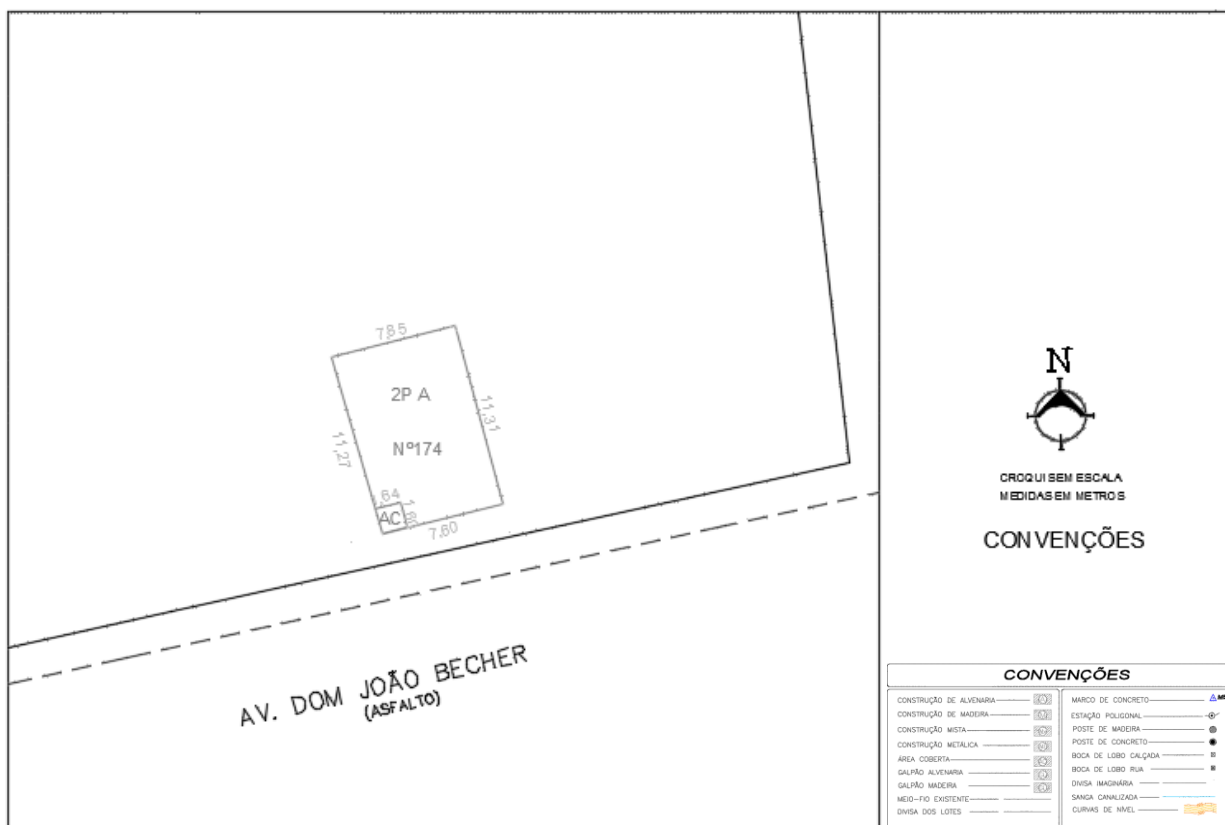 7,85
2P A
11,31
Nº174
11,27
AC
7,60
AV. DOM JOÃO BECHER
(ASFALTO)
N
CROQUI SEM ESCALA
MEDIDAS EM METROS
CONVENÇÕES
CONVENÇÕES
CONSTRUÇÃO DE ALVENARIA
CONSTRUÇÃO DE MADEIRA
CONSTRUÇÃO MISTA
CONSTRUÇÃO METÁLICA
ÁREA COBERTA
GALPÃO ALVENARIA
GALPÃO MADEIRA
MEIO-FIO EXISTENTE
DIVISA DOS LOTES
MARCO DE CONCRETO
ESTAÇÃO POLIGONAL
POSTE DE MADEIRA
POSTE DE CONCRETO
BOCA DE LOBO CALÇADA
BOCA DE LOBO RUA
DIVISA IMAGINÁRIA
SANGA CANALIZADA
CURVAS DE NÍVEL